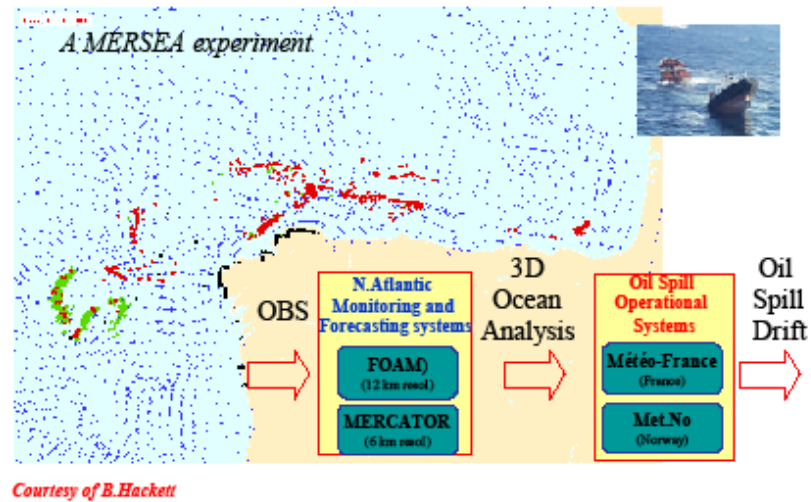 A MERSEA experiment
OBS
N.Atlantic
Monitoring and
Forecasting systems
FOAM)
(12 km resol.)
MERCATOR
(6 km resol)
3D
Ocean
Analysis
Oil Spill
Operational
Systems
Météo-France
(France)
Met.No
(Norway)
Oil
Spill
Drift
Courtesy of B.Hackett